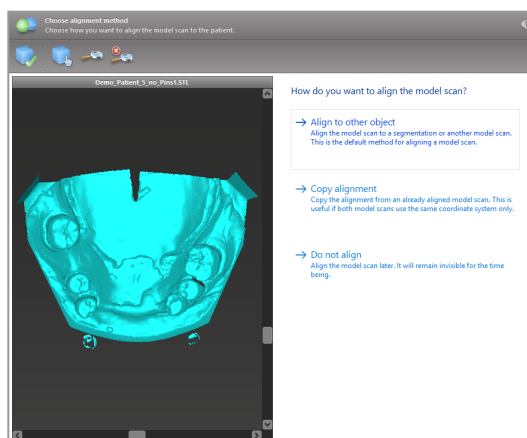 Choose alignment method
Choose how you want to align the model scan to the patient.
Demo_Patient_5_no_Pins1.STL
How do you want to align the model scan?
Align to other object
Align the model scan to a segmentation or another model scan.
This is the default method for aligning a model scan.
Copy alignment
Copy the alignment from an already aligned model scan. This is
useful if both model scans use the same coordinate system only.
Do not align
Align the model scan later. It will remain invisible for the time
being.